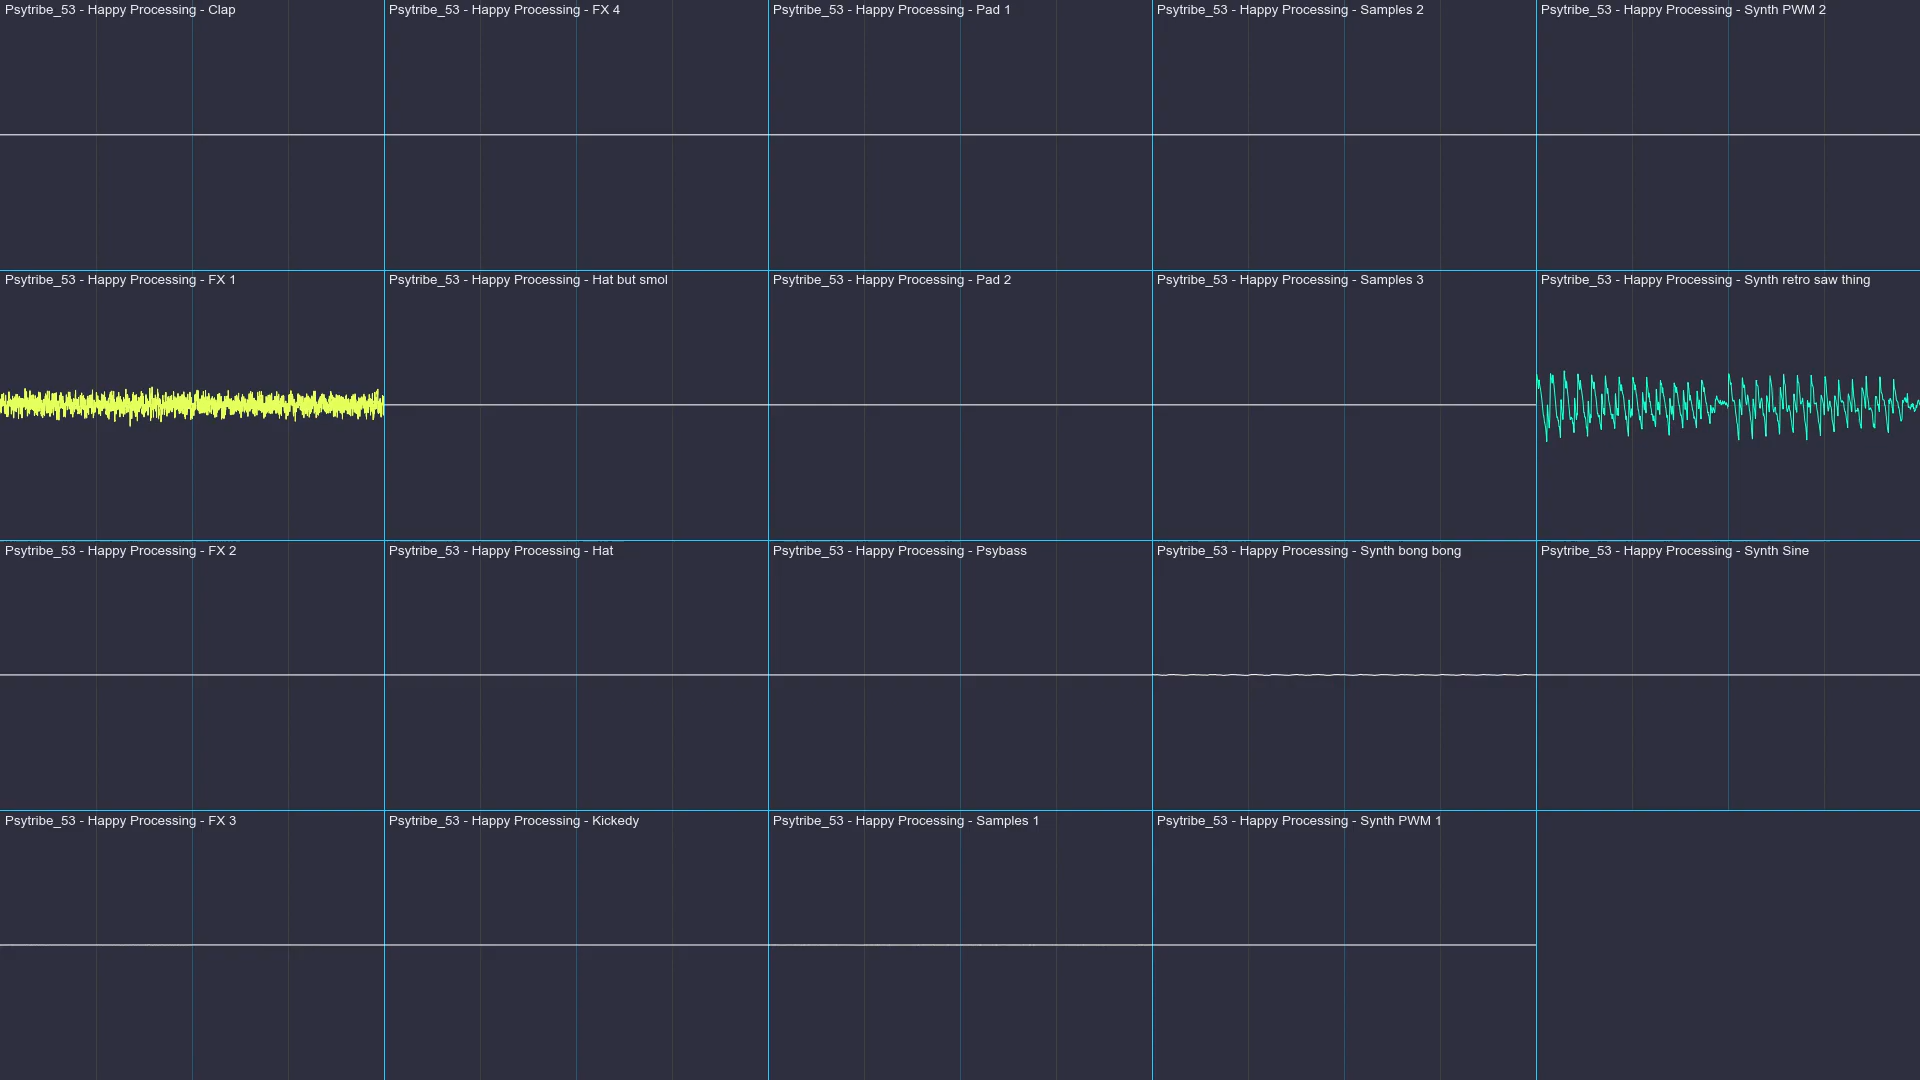 Psytribe_53 - Happy Processing - Clap
Psytribe_53 - Happy Processing - FX 4
Psytribe_53 - Happy Processing - Pad 1
Psytribe_53 - Happy Processing - Samples 2
Psytribe_53 - Happy Processing - Synth PWM 2
Psytribe_53 - Happy Processing - FX 1
Psytribe_53 - Happy Processing - Hat but smol
Psytribe_53 - Happy Processing - Pad 2
Psytribe_53 - Happy Processing - Samples 3
Psytribe_53 - Happy Processing - Synth retro saw thing
Psytribe_53 - Happy Processing - FX 2
Psytribe_53 - Happy Processing - Hat
Psytribe_53 - Happy Processing - Psybass
Psytribe_53 - Happy Processing - Synth bong bong
Psytribe_53 - Happy Processing - Synth Sine
Psytribe_53 - Happy Processing - FX 3
Psytribe_53 - Happy Processing - Kickedy
Psytribe_53 - Happy Processing - Samples 1
Psytribe_53 - Happy Processing - Synth PWM 1